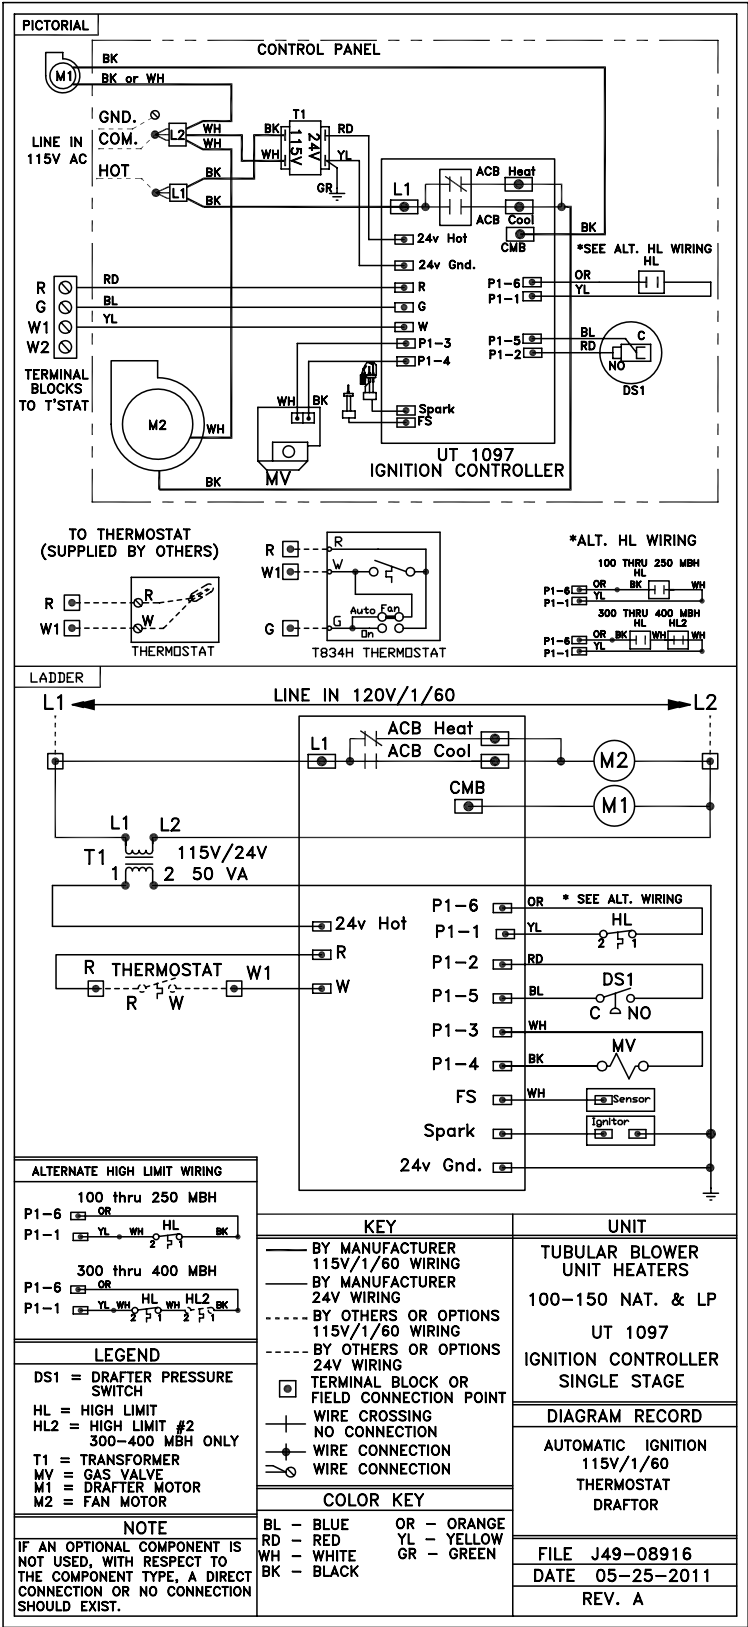 PICTORIAL
CONTROL PANEL
BK
M1
BK or WH
GND.
COM.
LINE IN
115V AC
HOT
L2
WH
WH
L1
BK
BK
T1
BK
WH
115V
24V
RD
YL
GR
L1
ACB Heat
ACB Cool
CMB
BK
24v Hot
24v Gnd.
*SEE ALT. HL WIRING
HL
P1-6
OR
P1-1
YL
R
RD
R
G
BL
G
W1
YL
W
W2
P1-3
P1-4
P1-5
BL
P1-2
RD
C
NO
DS1
TERMINAL
BLOCKS
TO T'STAT
M2
WH
BK
WH
BK
MV
Spark
FS
UT 1097
IGNITION CONTROLLER
TO THERMOSTAT
(SUPPLIED BY OTHERS)
R
R
W1
W
THERMOSTAT
R
R
W1
W
Auto Fan
G
G
On
T834H THERMOSTAT
*ALT. HL WIRING
100 THRU 250 MBH
HL
P1-6
OR
BK
WH
P1-1
YL
300 THRU 400 MBH
HL
HL2
P1-6
OR
BK
WH
WH
P1-1
YL
LADDER
L1
LINE IN 120V/1/60
L2
L1
ACB Heat
ACB Cool
M2
CMB
M1
L1
L2
T1
115V/24V
1
2
50 VA
24v Hot
R
W
R
THERMOSTAT
W1
R
W
P1-6
OR
* SEE ALT. WIRING
HL
P1-1
YL
2
1
P1-2
RD
DS1
P1-5
BL
C
NO
P1-3
WH
MV
P1-4
BK
FS
WH
Sensor
Ignitor
Spark
24v Gnd.
ALTERNATE HIGH LIMIT WIRING
100 thru 250 MBH
P1-6
OR
P1-1
YL
WH
HL
BK
2
1
300 thru 400 MBH
P1-6
OR
P1-1
YL
WH
HL
WH
HL2
BK
2
1
2
1
LEGEND
DS1 = DRAFTER PRESSURE
SWITCH
HL = HIGH LIMIT
HL2 = HIGH LIMIT #2
300-400 MBH ONLY
T1 = TRANSFORMER
MV = GAS VALVE
M1 = DRAFTER MOTOR
M2 = FAN MOTOR
NOTE
IF AN OPTIONAL COMPONENT IS
NOT USED, WITH RESPECT TO
THE COMPONENT TYPE, A DIRECT
CONNECTION OR NO CONNECTION
SHOULD EXIST.
KEY
BY MANUFACTURER
115V/1/60 WIRING
BY MANUFACTURER
24V WIRING
BY OTHERS OR OPTIONS
115V/1/60 WIRING
BY OTHERS OR OPTIONS
24V WIRING
TERMINAL BLOCK OR
FIELD CONNECTION POINT
WIRE CROSSING
NO CONNECTION
WIRE CONNECTION
WIRE CONNECTION
COLOR KEY
BL - BLUE
OR - ORANGE
RD - RED
YL - YELLOW
WH - WHITE
GR - GREEN
BK - BLACK
UNIT
TUBULAR BLOWER
UNIT HEATERS
100-150 NAT. & LP
UT 1097
IGNITION CONTROLLER
SINGLE STAGE
DIAGRAM RECORD
AUTOMATIC IGNITION
115V/1/60
THERMOSTAT
DRAFTOR
FILE J49-08916
DATE 05-25-2011
REV. A